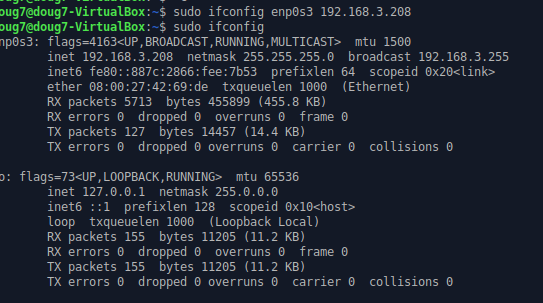 oug7@doug7-VirtualBox:~$ sudo ifconfig enp0s3 192.168.3.208
oug7@doug7-VirtualBox:~$ sudo ifconfig
np0s3: flags=4163<UP,BROADCAST,RUNNING,MULTICAST>  mtu 1500
inet 192.168.3.208  netmask 255.255.255.0  broadcast 192.168.3.255
inet6 fe80::887c:2866:fee:7b53  prefixlen 64  scopeid 0x20<link>
ether 08:00:27:42:69:de  txqueuelen 1000  (Ethernet)
RX packets 5713  bytes 455899 (455.8 KB)
RX errors 0  dropped 0  overruns 0  frame 0
TX packets 127  bytes 14457 (14.4 KB)
TX errors 0  dropped 0 overruns 0  carrier 0  collisions 0
o: flags=73<UP,LOOPBACK,RUNNING>  mtu 65536
inet 127.0.0.1  netmask 255.0.0.0
inet6 ::1  prefixlen 128  scopeid 0x10<host>
loop  txqueuelen 1000  (Loopback Local)
RX packets 155  bytes 11205 (11.2 KB)
RX errors 0  dropped 0  overruns 0  frame 0
TX packets 155  bytes 11205 (11.2 KB)
TX errors 0  dropped 0 overruns 0  carrier 0  collisions 0